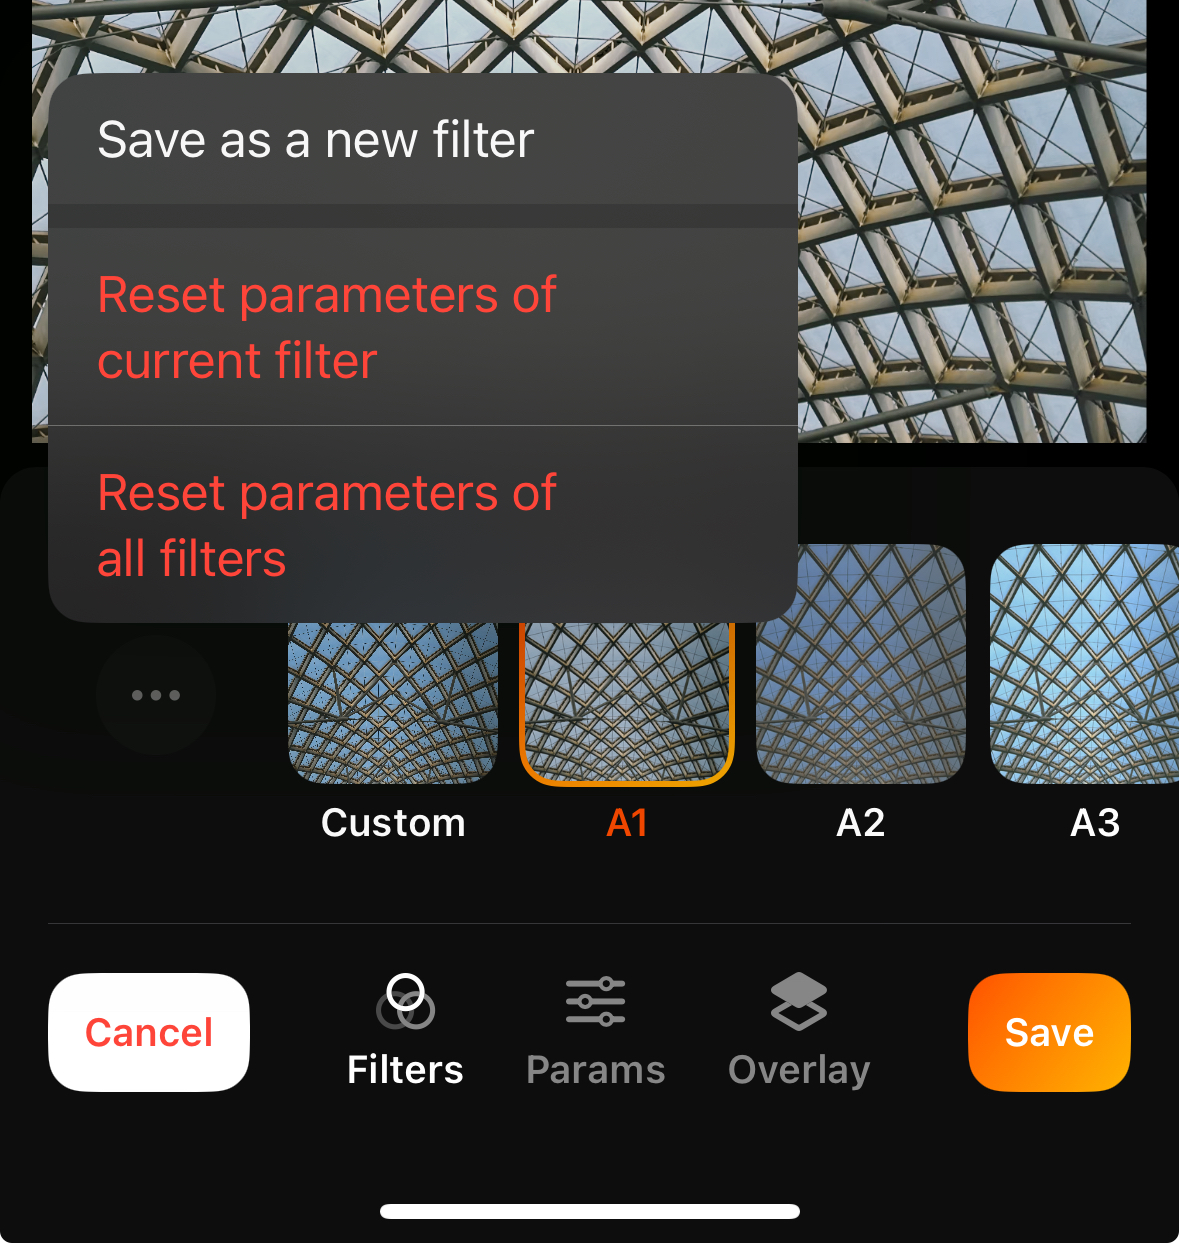 Save as a new filter
Reset parameters of
current filter
Reset parameters of
all filters
Custom
A1
A2
A3
Cancel
Filters
Params
Overlay
Save